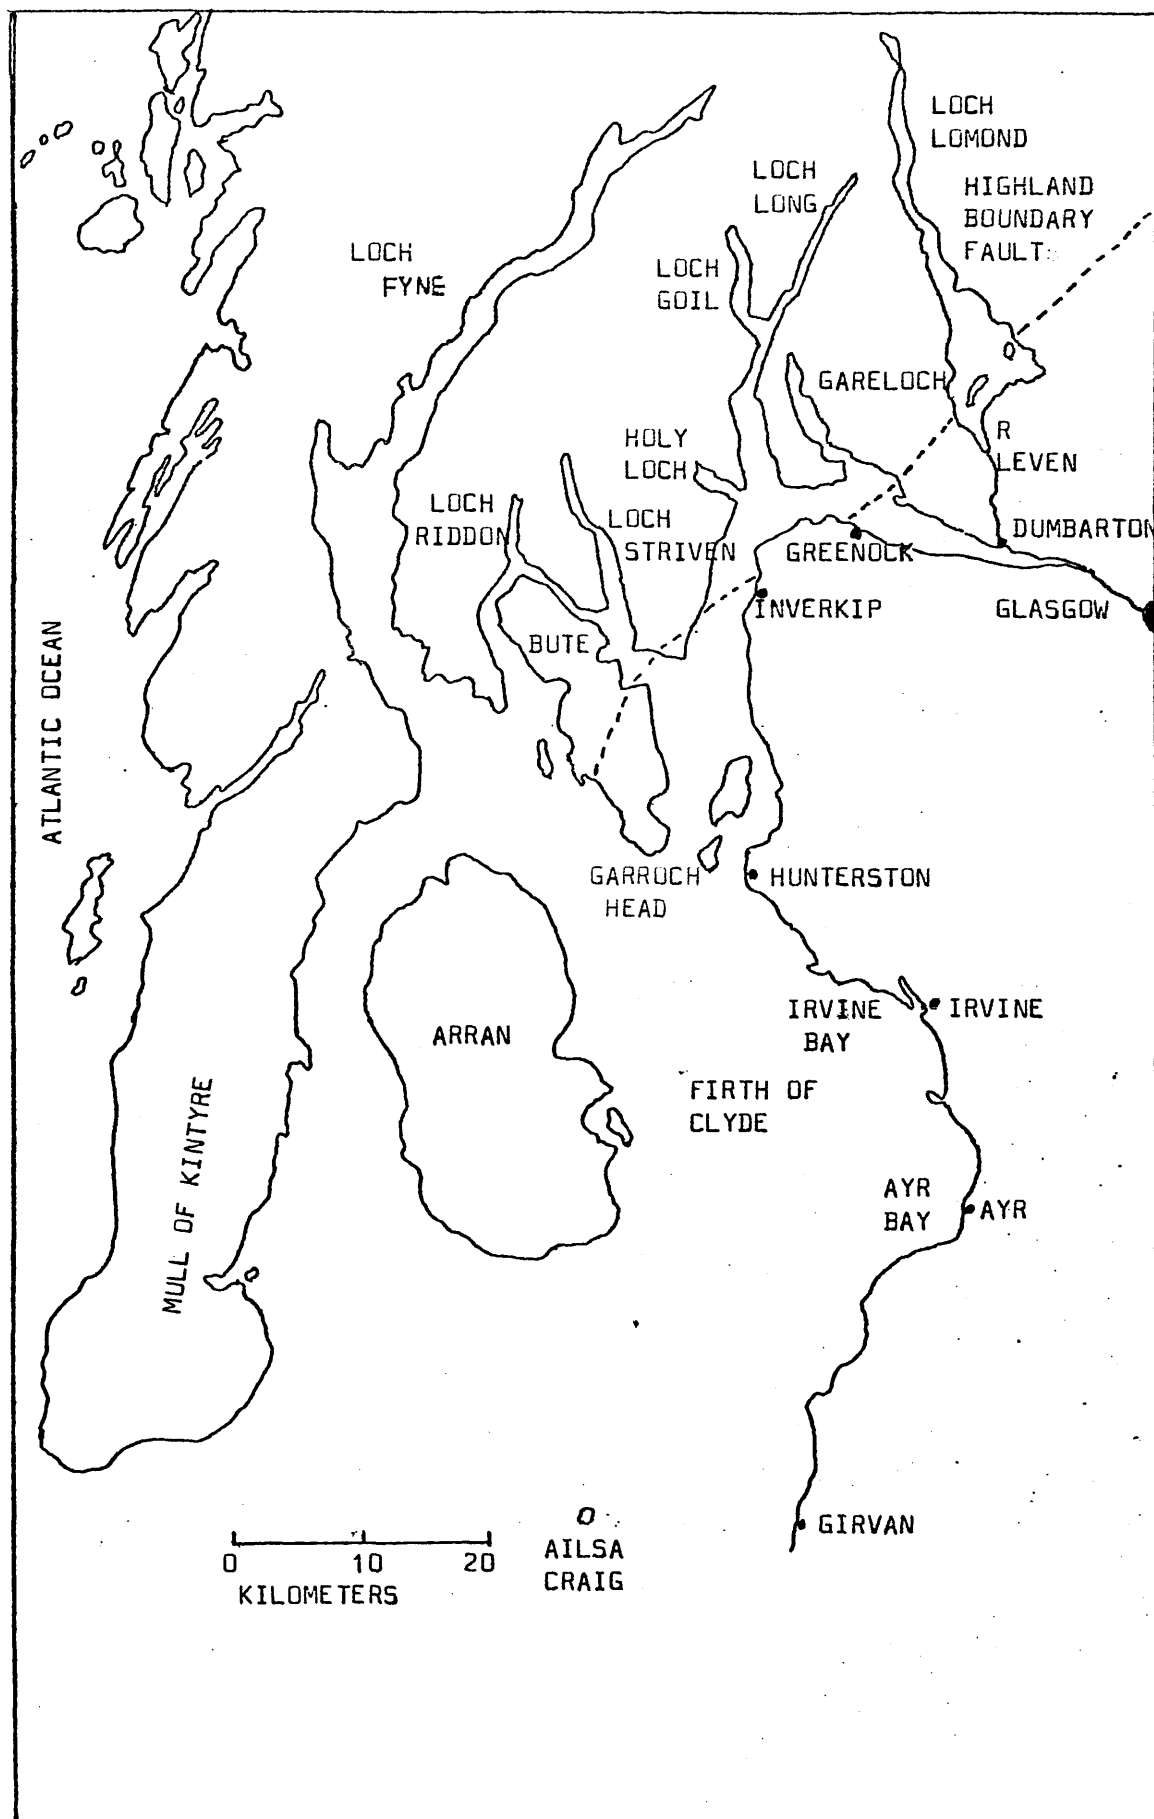 LOCH
LOMOND
LOCH
LONG
HIGHLAND
BOUNDARY
FAULT
LOCH
FYNE
LOCH
GOIL
GARELOCH
HOLY
LOCH
R
LEVEN
LOCH
RIDDON
LOCH
STRIVEN
GREENOCK
DUMBARTON
INVERKIP
GLASGOW
BUTE
ATLANTIC OCEAN
GARROCH
HEAD
HUNTERSTON
IRVINE
BAY
IRVINE
ARRAN
FIRTH OF
CLYDE
MULL OF KINTYRE
AYR
BAY
AYR
GIRVAN
0 10 20
KILOMETERS
AILSA
CRAIG